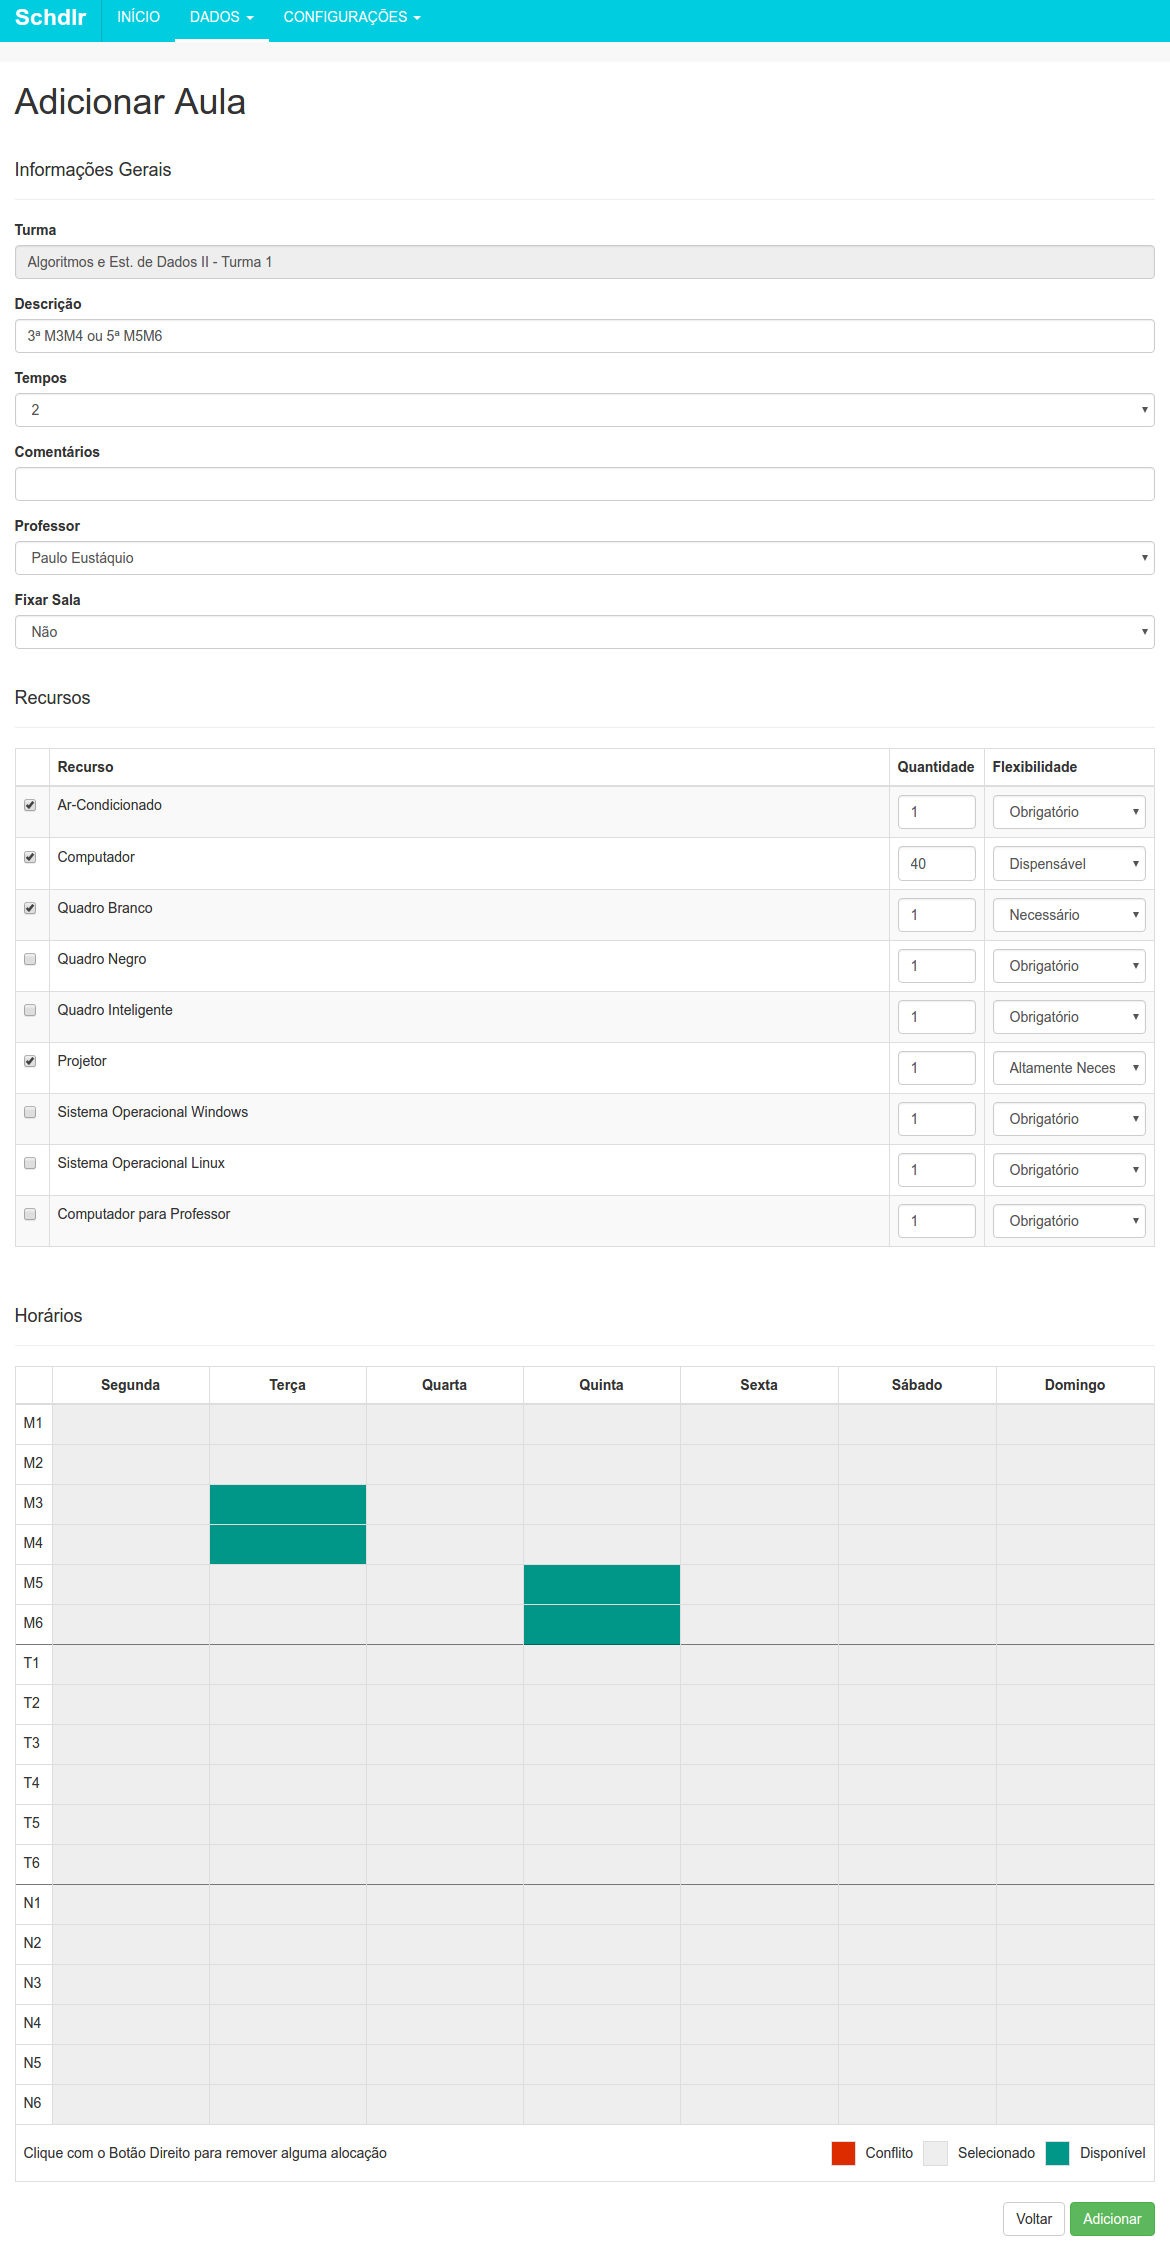 Schdlr INÍCIO DADOS CONFIGURAÇÕES
Adicionar Aula
Informações Gerais
Turma
Algoritmos e Est. de Dados II - Turma 1
Descrição
3ª M3M4 ou 5ª M5M6
Tempos
2
Comentários
Professor
Paulo Eustáquio
Fixar Sala
Não
Recursos
Recurso Quantidade Flexibilidade
Ar-Condicionado 1 Obrigatório
Computador 40 Dispensável
Quadro Branco 1 Necessário
Quadro Negro 1 Obrigatório
Quadro Inteligente 1 Obrigatório
Projetor 1 Altamente Neces
Sistema Operacional Windows 1 Obrigatório
Sistema Operacional Linux 1 Obrigatório
Computador para Professor 1 Obrigatório
Horários
Segunda Terça Quarta Quinta Sexta Sábado Domingo
M1
M2
M3
M4
M5
M6
T1
T2
T3
T4
T5
T6
N1
N2
N3
N4
N5
N6
Clique com o Botão Direito para remover alguma alocação Conflito Selecionado Disponível
Voltar Adicionar